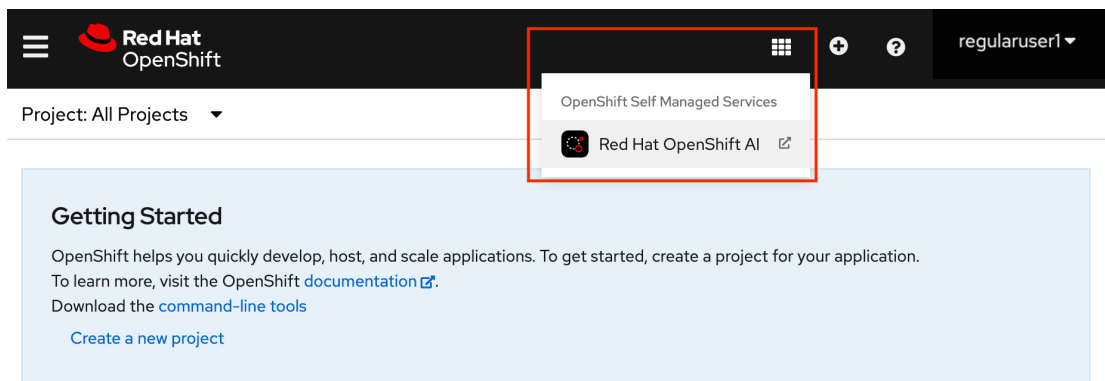 Red Hat
OpenShift
regularuser1
Project: All Projects
OpenShift Self Managed Services
Red Hat OpenShift AI
Getting Started
OpenShift helps you quickly develop, host, and scale applications. To get started, create a project for your application.
To learn more, visit the OpenShift documentation.
Download the command-line tools
Create a new project